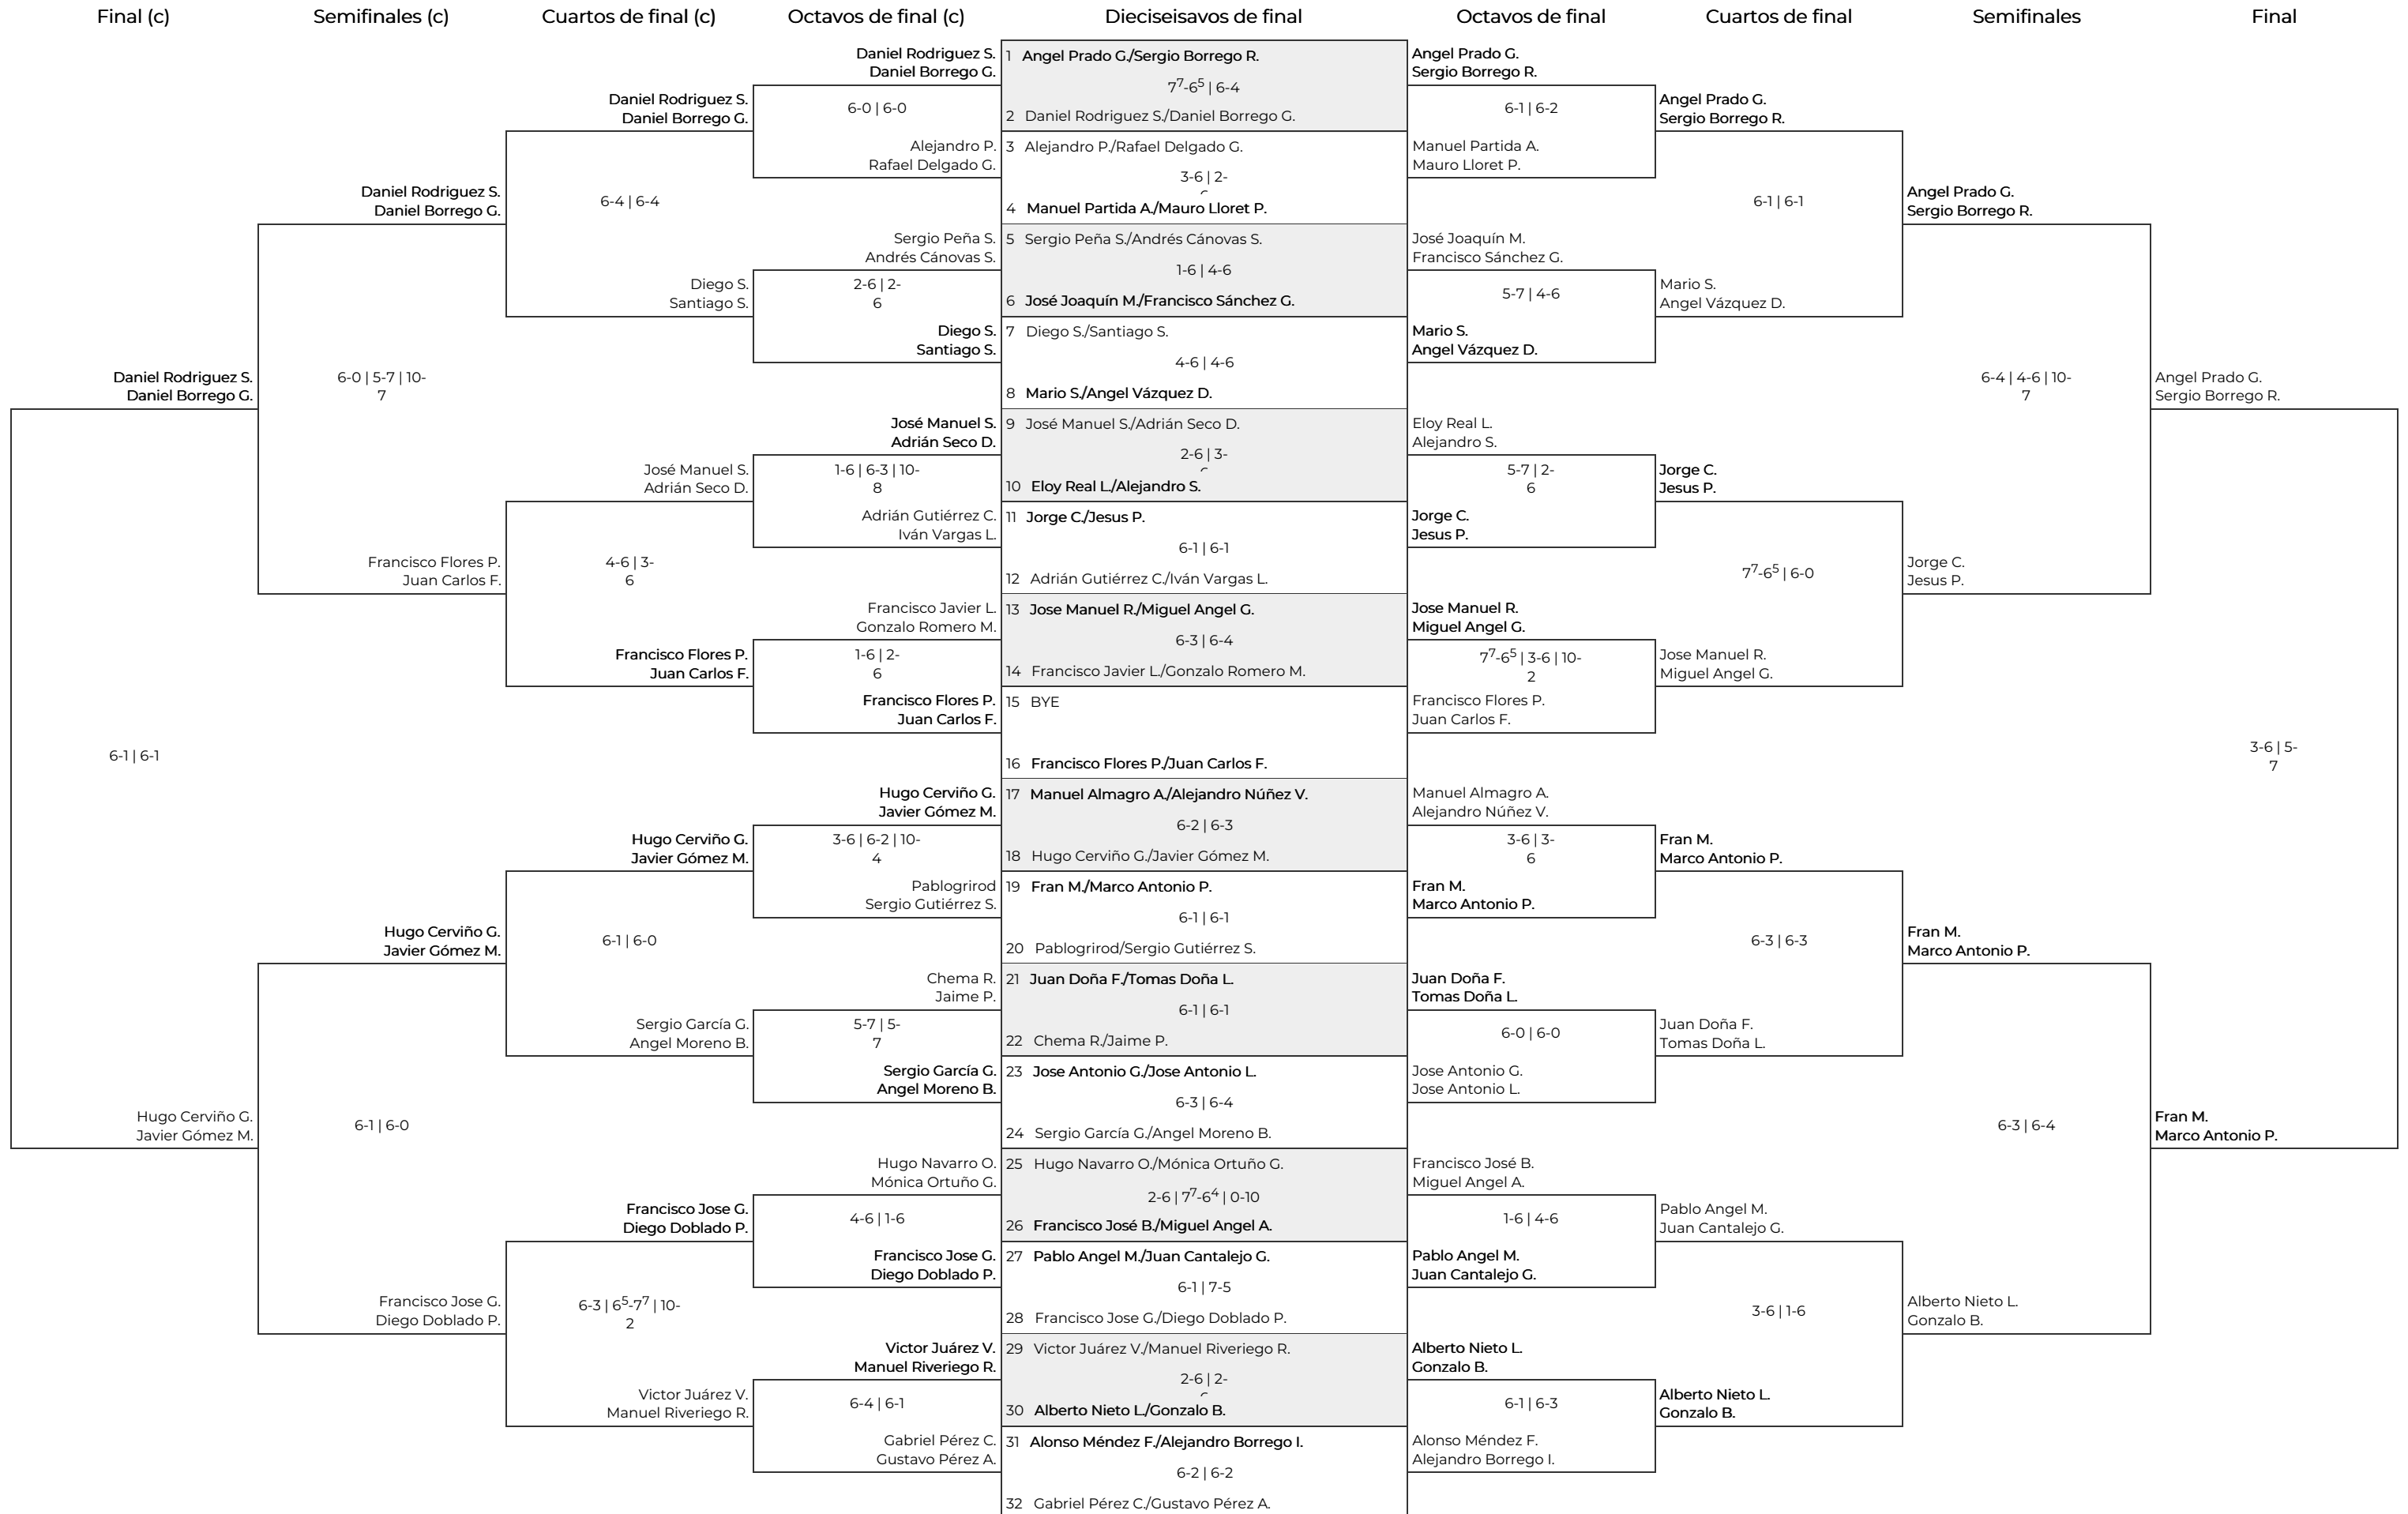 Final (c)
Semifinales (c)
Cuartos de final (c)
Octavos de final (c)
Dieciseisavos de final
Octavos de final
Cuartos de final
Semifinales
Final
Daniel Rodriguez S.
Daniel Borrego G.
6-1 | 6-1
Hugo Cerviño G.
Javier Gómez M.
Daniel Rodriguez S.
Daniel Borrego G.
6-0 | 5-7 | 10-
7
Francisco Flores P.
Juan Carlos F.
Hugo Cerviño G.
Javier Gómez M.
6-1 | 6-0
Francisco Jose G.
Diego Doblado P.
Daniel Rodriguez S.
Daniel Borrego G.
6-4 | 6-4
Diego S.
Santiago S.
José Manuel S.
Adrián Seco D.
4-6 | 3-
6
Francisco Flores P.
Juan Carlos F.
Hugo Cerviño G.
Javier Gómez M.
6-1 | 6-0
Sergio García G.
Angel Moreno B.
Francisco Jose G.
Diego Doblado P.
6-3 | 6⁵-7⁷ | 10-
2
Victor Juárez V.
Manuel Riveriego R.
Daniel Rodriguez S.
Daniel Borrego G.
6-0 | 6-0
Alejandro P.
Rafael Delgado G.
Sergio Peña S.
Andrés Cánovas S.
2-6 | 2-
6
Diego S.
Santiago S.
José Manuel S.
Adrián Seco D.
1-6 | 6-3 | 10-
8
Adrián Gutiérrez C.
Iván Vargas L.
Francisco Javier L.
Gonzalo Romero M.
1-6 | 2-
6
Francisco Flores P.
Juan Carlos F.
Hugo Cerviño G.
Javier Gómez M.
3-6 | 6-2 | 10-
4
Pablogrirod
Sergio Gutiérrez S.
Chema R.
Jaime P.
5-7 | 5-
7
Sergio García G.
Angel Moreno B.
Hugo Navarro O.
Mónica Ortuño G.
4-6 | 1-6
Francisco Jose G.
Diego Doblado P.
Victor Juárez V.
Manuel Riveriego R.
6-4 | 6-1
Gabriel Pérez C.
Gustavo Pérez A.
1 Angel Prado G./Sergio Borrego R.
7⁷-6⁵ | 6-4
2 Daniel Rodriguez S./Daniel Borrego G.
3 Alejandro P./Rafael Delgado G.
3-6 | 2-
4 Manuel Partida A./Mauro Lloret P.
5 Sergio Peña S./Andrés Cánovas S.
1-6 | 4-6
6 José Joaquín M./Francisco Sánchez G.
7 Diego S./Santiago S.
4-6 | 4-6
8 Mario S./Angel Vázquez D.
9 José Manuel S./Adrián Seco D.
2-6 | 3-
10 Eloy Real L./Alejandro S.
11 Jorge C./Jesus P.
6-1 | 6-1
12 Adrián Gutiérrez C./Iván Vargas L.
13 Jose Manuel R./Miguel Angel G.
6-3 | 6-4
14 Francisco Javier L./Gonzalo Romero M.
15 BYE
16 Francisco Flores P./Juan Carlos F.
17 Manuel Almagro A./Alejandro Núñez V.
6-2 | 6-3
18 Hugo Cerviño G./Javier Gómez M.
19 Fran M./Marco Antonio P.
6-1 | 6-1
20 Pablogrirod/Sergio Gutiérrez S.
21 Juan Doña F./Tomas Doña L.
6-1 | 6-1
22 Chema R./Jaime P.
23 Jose Antonio G./Jose Antonio L.
6-3 | 6-4
24 Sergio García G./Angel Moreno B.
25 Hugo Navarro O./Mónica Ortuño G.
2-6 | 7⁷-6⁴ | 0-10
26 Francisco José B./Miguel Angel A.
27 Pablo Angel M./Juan Cantalejo G.
6-1 | 7-5
28 Francisco Jose G./Diego Doblado P.
29 Victor Juárez V./Manuel Riveriego R.
2-6 | 2-
30 Alberto Nieto L./Gonzalo B.
31 Alonso Méndez F./Alejandro Borrego I.
6-2 | 6-2
32 Gabriel Pérez C./Gustavo Pérez A.
Angel Prado G.
Sergio Borrego R.
6-1 | 6-2
Manuel Partida A.
Mauro Lloret P.
José Joaquín M.
Francisco Sánchez G.
5-7 | 4-6
Mario S.
Angel Vázquez D.
Eloy Real L.
Alejandro S.
5-7 | 2-
6
Jorge C.
Jesus P.
Jose Manuel R.
Miguel Angel G.
7⁷-6⁵ | 3-6 | 10-
2
Francisco Flores P.
Juan Carlos F.
Manuel Almagro A.
Alejandro Núñez V.
3-6 | 3-
6
Fran M.
Marco Antonio P.
Juan Doña F.
Tomas Doña L.
6-0 | 6-0
Jose Antonio G.
Jose Antonio L.
Francisco José B.
Miguel Angel A.
1-6 | 4-6
Pablo Angel M.
Juan Cantalejo G.
Alberto Nieto L.
Gonzalo B.
6-1 | 6-3
Alonso Méndez F.
Alejandro Borrego I.
Angel Prado G.
Sergio Borrego R.
6-1 | 6-1
Mario S.
Angel Vázquez D.
Jorge C.
Jesus P.
7⁷-6⁵ | 6-0
Jose Manuel R.
Miguel Angel G.
Fran M.
Marco Antonio P.
6-3 | 6-3
Juan Doña F.
Tomas Doña L.
Pablo Angel M.
Juan Cantalejo G.
3-6 | 1-6
Alberto Nieto L.
Gonzalo B.
Angel Prado G.
Sergio Borrego R.
6-4 | 4-6 | 10-
7
Jorge C.
Jesus P.
Fran M.
Marco Antonio P.
6-3 | 6-4
Alberto Nieto L.
Gonzalo B.
Angel Prado G.
Sergio Borrego R.
3-6 | 5-
7
Fran M.
Marco Antonio P.